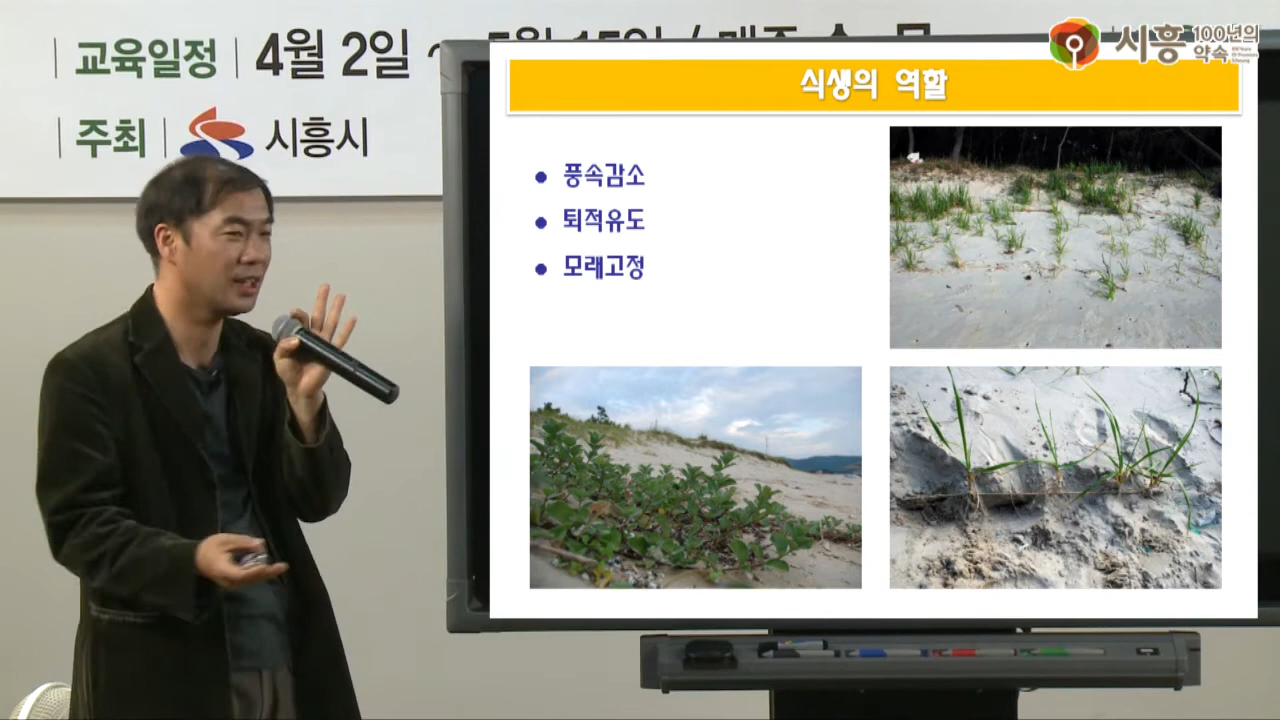 교육일정 4월 2일 ~
주최 시흥시
시흥 100년의 약속
식생의 역할
• 풍속감소
• 퇴적유도
• 모래고정